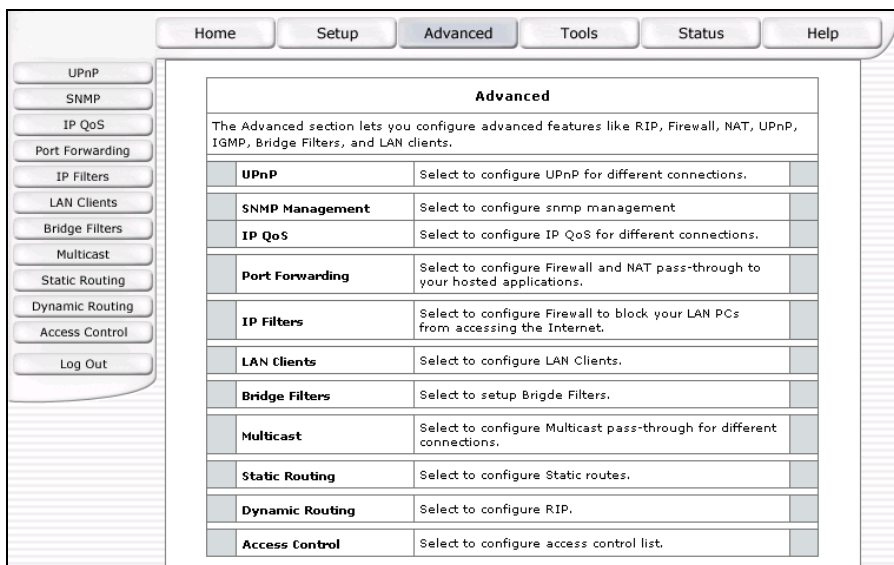 Home Setup Advanced Tools Status Help
UPnP
SNMP
IP QoS
Port Forwarding
IP Filters
LAN Clients
Bridge Filters
Multicast
Static Routing
Dynamic Routing
Access Control
Log Out
Advanced
The Advanced section lets you configure advanced features like RIP, Firewall, NAT, UPnP,
IGMP, Bridge Filters, and LAN clients.
UPnP Select to configure UPnP for different connections.
SNMP Management Select to configure snmp management
IP QoS Select to configure IP QoS for different connections.
Port Forwarding Select to configure Firewall and NAT pass-through to
your hosted applications.
IP Filters Select to configure Firewall to block your LAN PCs
from accessing the Internet.
LAN Clients Select to configure LAN Clients.
Bridge Filters Select to setup Brigde Filters.
Multicast Select to configure Multicast pass-through for different
connections.
Static Routing Select to configure Static routes.
Dynamic Routing Select to configure RIP.
Access Control Select to configure access control list.